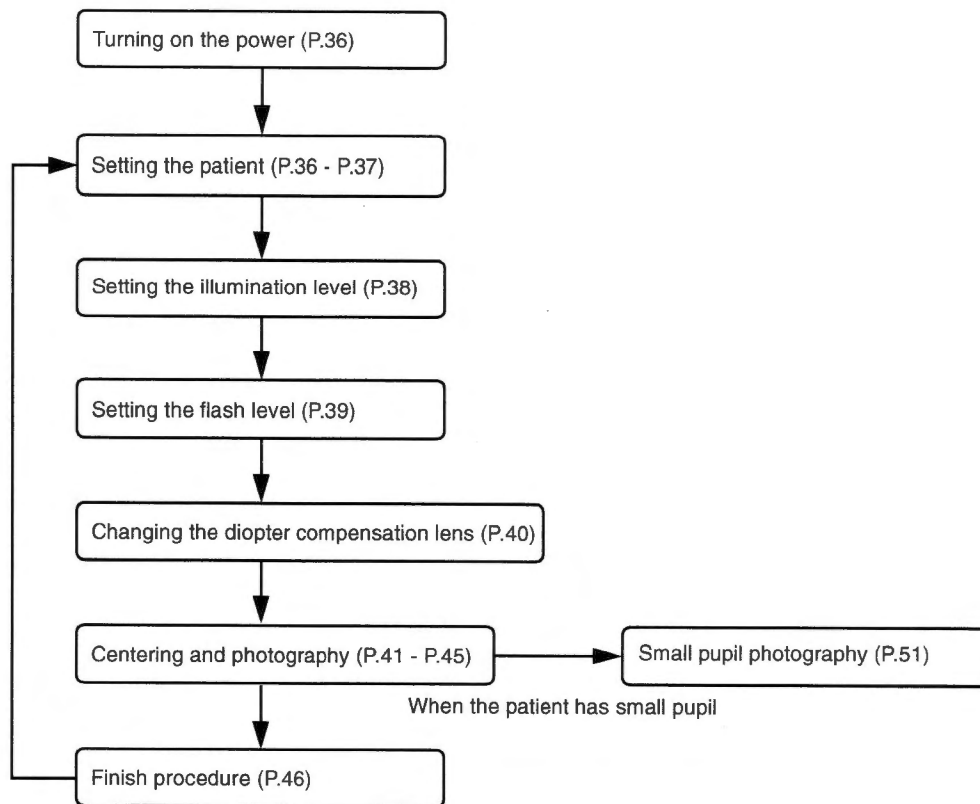 Turning on the power (P.36)
Setting the patient (P.36 - P.37)
Setting the illumination level (P.38)
Setting the flash level (P.39)
Changing the diopter compensation lens (P.40)
Centering and photography (P.41 - P.45)
Small pupil photography (P.51)
When the patient has small pupil
Finish procedure (P.46)